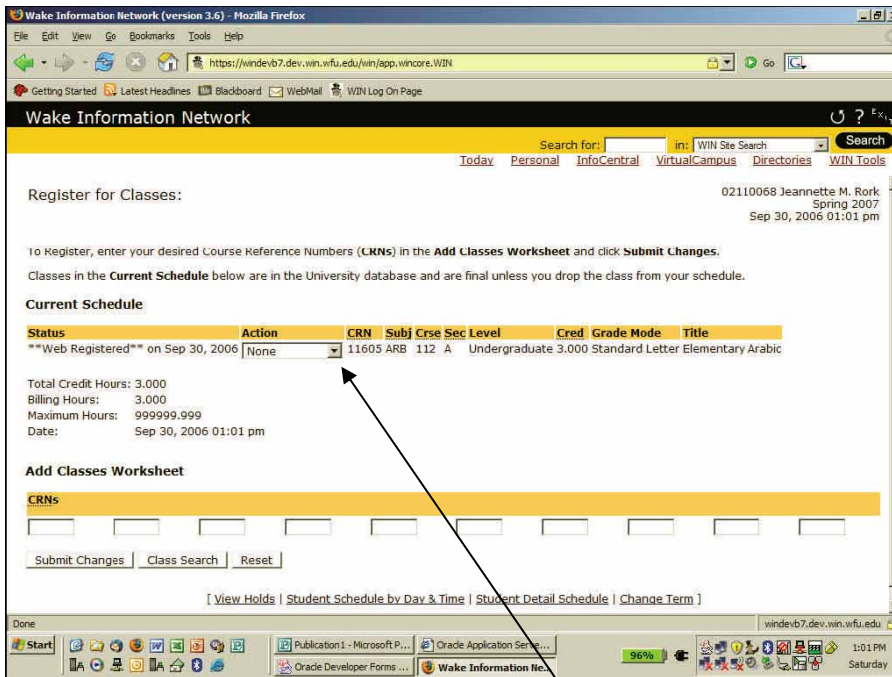 Wake Information Network (version 3.6) - Mozilla Firefox
File Edit View Go Bookmarks Tools Help
https://windevb7.dev.win.wfu.edu/win/app.wincore.WIN
Go
Getting Started Latest Headlines Blackboard WebMail WIN Log On Page
Wake Information Network
? EXIT
Search for: in: WIN Site Search Search
Today Personal InfoCentral VirtualCampus Directories WIN Tools
Register for Classes:
02110068 Jeannette M. Rork
Spring 2007
Sep 30, 2006 01:01 pm
To Register, enter your desired Course Reference Numbers (CRNs) in the Add Classes Worksheet and click Submit Changes.
Classes in the Current Schedule below are in the University database and are final unless you drop the class from your schedule.
Current Schedule
Status Action CRN Subj Crse Sec Level Cred Grade Mode Title
**Web Registered** on Sep 30, 2006 None 11605 ARB 112 A Undergraduate 3.000 Standard Letter Elementary Arabic
Total Credit Hours: 3.000
Billing Hours: 3.000
Maximum Hours: 999999.999
Date: Sep 30, 2006 01:01 pm
Add Classes Worksheet
CRNs
Submit Changes Class Search Reset
[ View Holds | Student Schedule by Day & Time | Student Detail Schedule | Change Term ]
Done windevb7.dev.win.wfu.edu
Start Publication1 - Microsoft P... Oracle Application Serve... 96% 1:01 PM
Oracle Developer Forms ... Wake Information Ne... Saturday